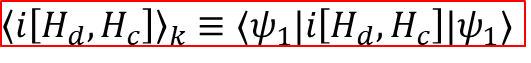 ⟨i[H_d, H_c]⟩_k ≡ ⟨ψ_1|i[H_d, H_c]|ψ_1⟩